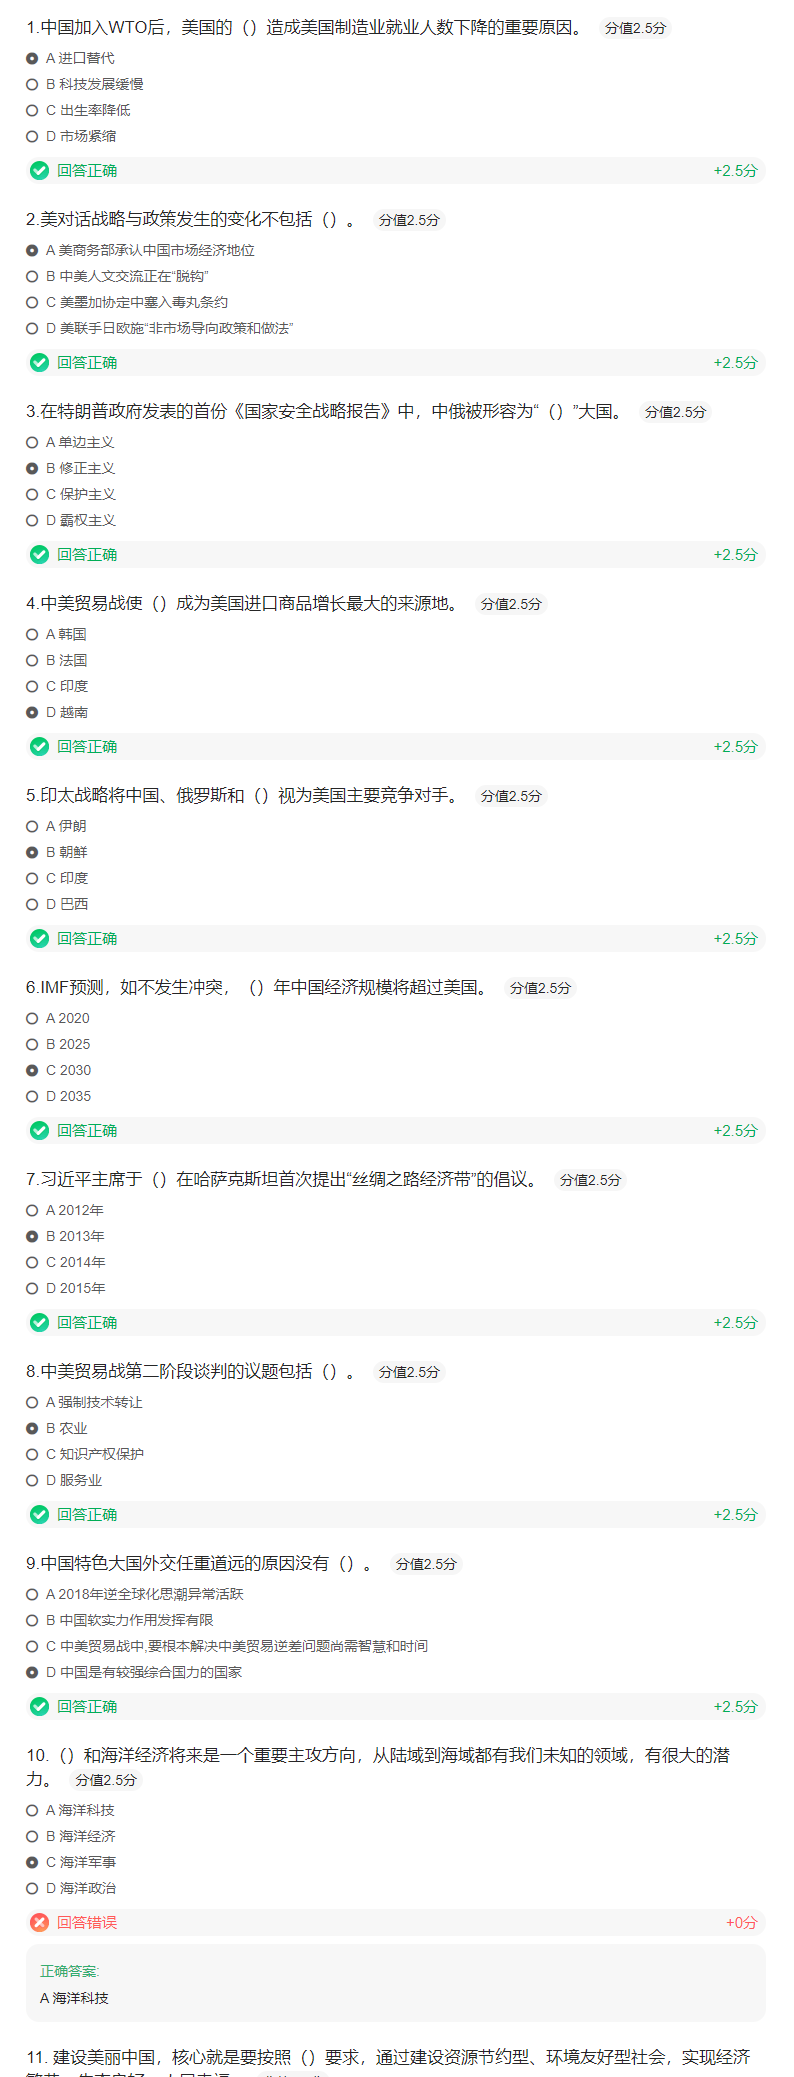 1.中国加入WTO后，美国的（）造成美国制造业就业人数下降的重要原因。 分值2.5分
A 进口替代
B 科技发展缓慢
C 出生率降低
D 市场紧缩
回答正确 +2.5分
2.美对话战略与政策发生的变化不包括（）。 分值2.5分
A 美商务部承认中国市场经济地位
B 中美人文交流正在“脱钩”
C 美墨加协定中塞入毒丸条约
D 美联手日欧施“非市场导向政策和做法”
回答正确 +2.5分
3.在特朗普政府发表的首份《国家安全战略报告》中，中俄被形容为“（）”大国。 分值2.5分
A 单边主义
B 修正主义
C 保护主义
D 霸权主义
回答正确 +2.5分
4.中美贸易战使（）成为美国进口商品增长最大的来源地。 分值2.5分
A 韩国
B 法国
C 印度
D 越南
回答正确 +2.5分
5.印太战略将中国、俄罗斯和（）视为美国主要竞争对手。 分值2.5分
A 伊朗
B 朝鲜
C 印度
D 巴西
回答正确 +2.5分
6.IMF预测，如不发生冲突，（）年中国经济规模将超过美国。 分值2.5分
A 2020
B 2025
C 2030
D 2035
回答正确 +2.5分
7.习近平主席于（）在哈萨克斯坦首次提出“丝绸之路经济带”的倡议。 分值2.5分
A 2012年
B 2013年
C 2014年
D 2015年
回答正确 +2.5分
8.中美贸易战第二阶段谈判的议题包括（）。 分值2.5分
A 强制技术转让
B 农业
C 知识产权保护
D 服务业
回答正确 +2.5分
9.中国特色大国外交任重道远的原因没有（）。 分值2.5分
A 2018年逆全球化思潮异常活跃
B 中国软实力作用发挥有限
C 中美贸易战中,要根本解决中美贸易逆差问题尚需智慧和时间
D 中国是有较强综合国力的国家
回答正确 +2.5分
10.（）和海洋经济将来是一个重要主攻方向，从陆域到海域都有我们未知的领域，有很大的潜
力。 分值2.5分
A 海洋科技
B 海洋经济
C 海洋军事
D 海洋政治
回答错误 +0分
正确答案:
A 海洋科技
11. 建设美丽中国，核心就是要按照（）要求，通过建设资源节约型、环境友好型社会，实现经济